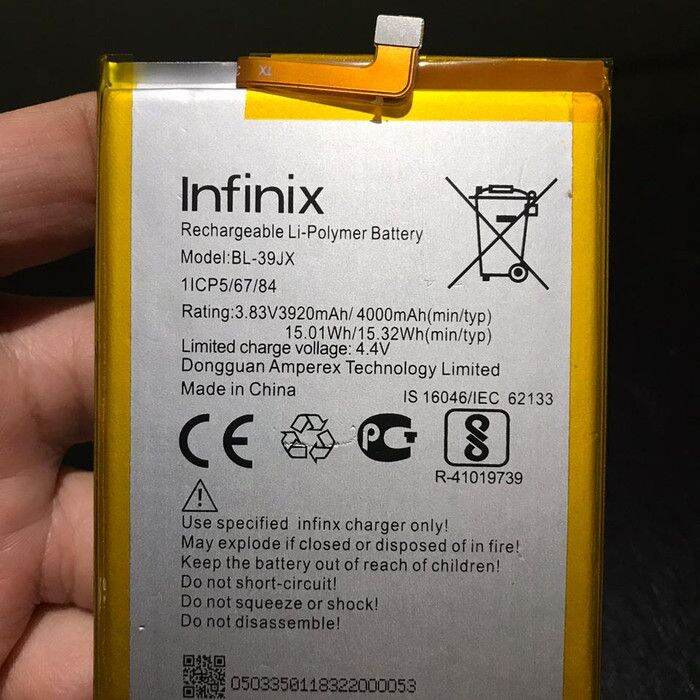 XL
Infinix
Rechargeable Li-Polymer Battery
Model:BL-39JX
1ICP5/67/84
Rating:3.83V3920mAh/ 4000mAh(min/typ)
15.01Wh/15.32Wh(min/typ)
Limited charge voltage: 4.4V
Dongguan Amperex Technology Limited
Made in China
IS 16046/IEC 62133
CE
PCT
R-41019739
Use specified infinx charger only!
May explode if closed or disposed of in fire!
Keep the battery out of reach of children!
Do not short-circuit!
Do not squeeze or shock!
Do not disassemble!
0503350118322000053